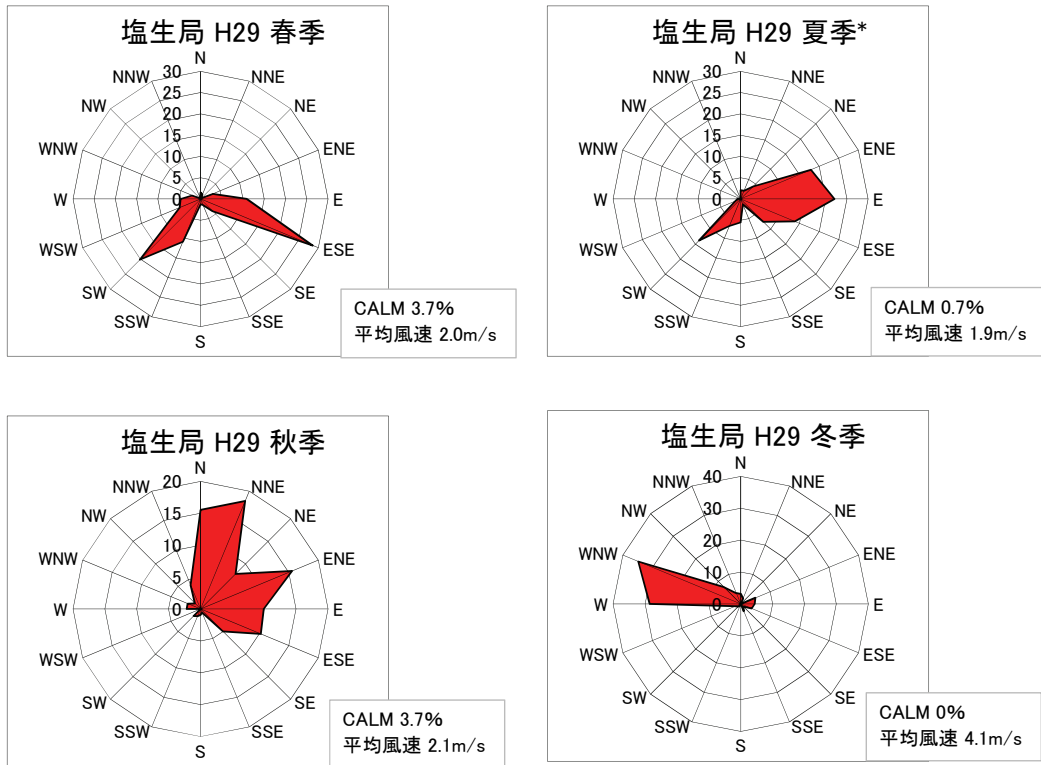 塩生局 H29 春季
N
NNW NNE
NW NE
WNW ENE
W E
WSW ESE
SW SE
SSW SSE
S
30
25
20
15
10
5
0
CALM 3.7%
平均風速 2.0m/s
塩生局 H29 夏季*
N
NNW NNE
NW NE
WNW ENE
W E
WSW ESE
SW SE
SSW SSE
S
30
25
20
15
10
5
0
CALM 0.7%
平均風速 1.9m/s
塩生局 H29 秋季
N
NNW NNE
NW NE
WNW ENE
W E
WSW ESE
SW SE
SSW SSE
S
20
15
10
5
0
CALM 3.7%
平均風速 2.1m/s
塩生局 H29 冬季
N
NNW NNE
NW NE
WNW ENE
W E
WSW ESE
SW SE
SSW SSE
S
40
30
20
10
0
CALM 0%
平均風速 4.1m/s